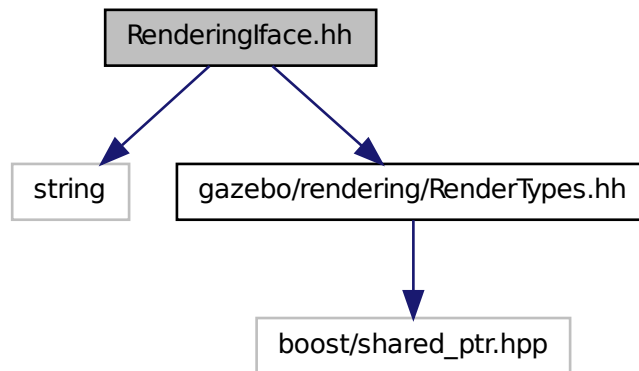 RenderingIface.hh
string
gazebo/rendering/RenderTypes.hh
boost/shared_ptr.hpp